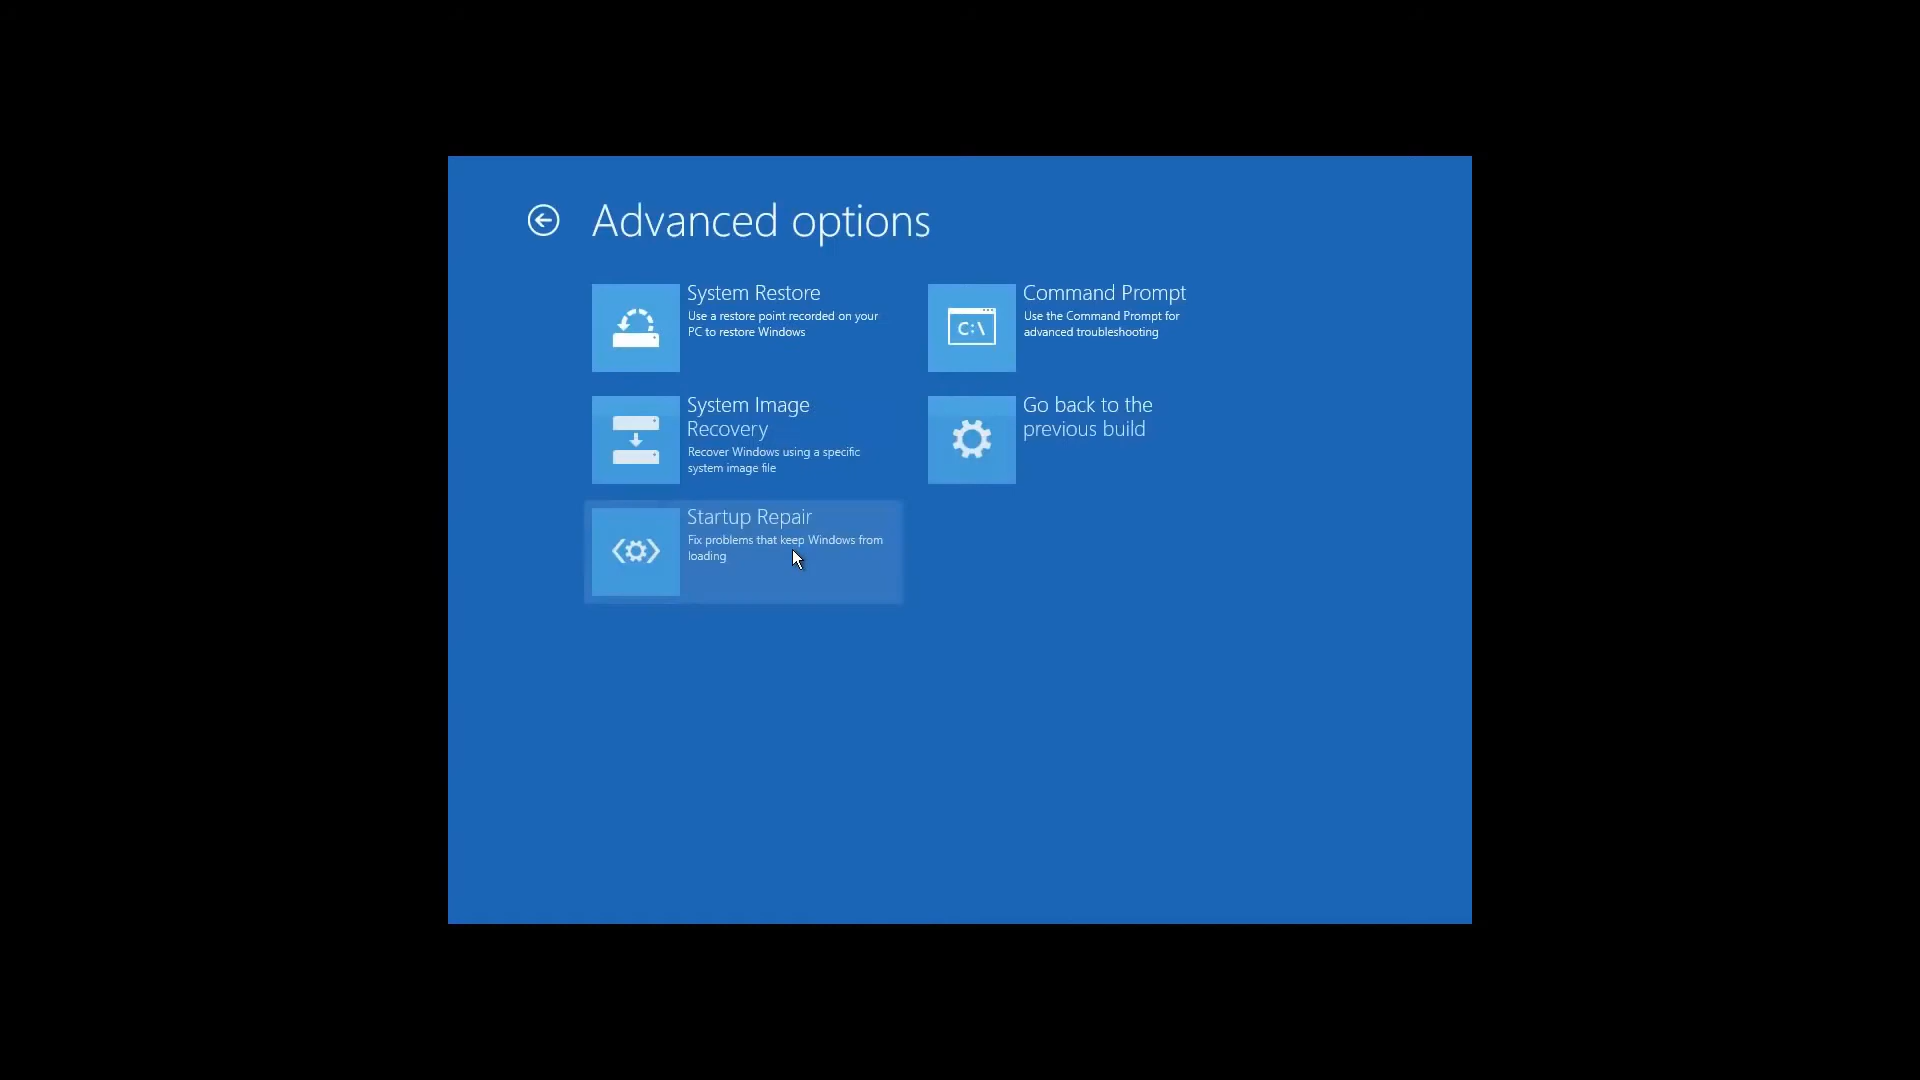 Advanced options
System Restore
Use a restore point recorded on your
PC to restore Windows
Command Prompt
Use the Command Prompt for
advanced troubleshooting
C:\
System Image
Recovery
Recover Windows using a specific
system image file
Go back to the
previous build
Startup Repair
Fix problems that keep Windows from
loading